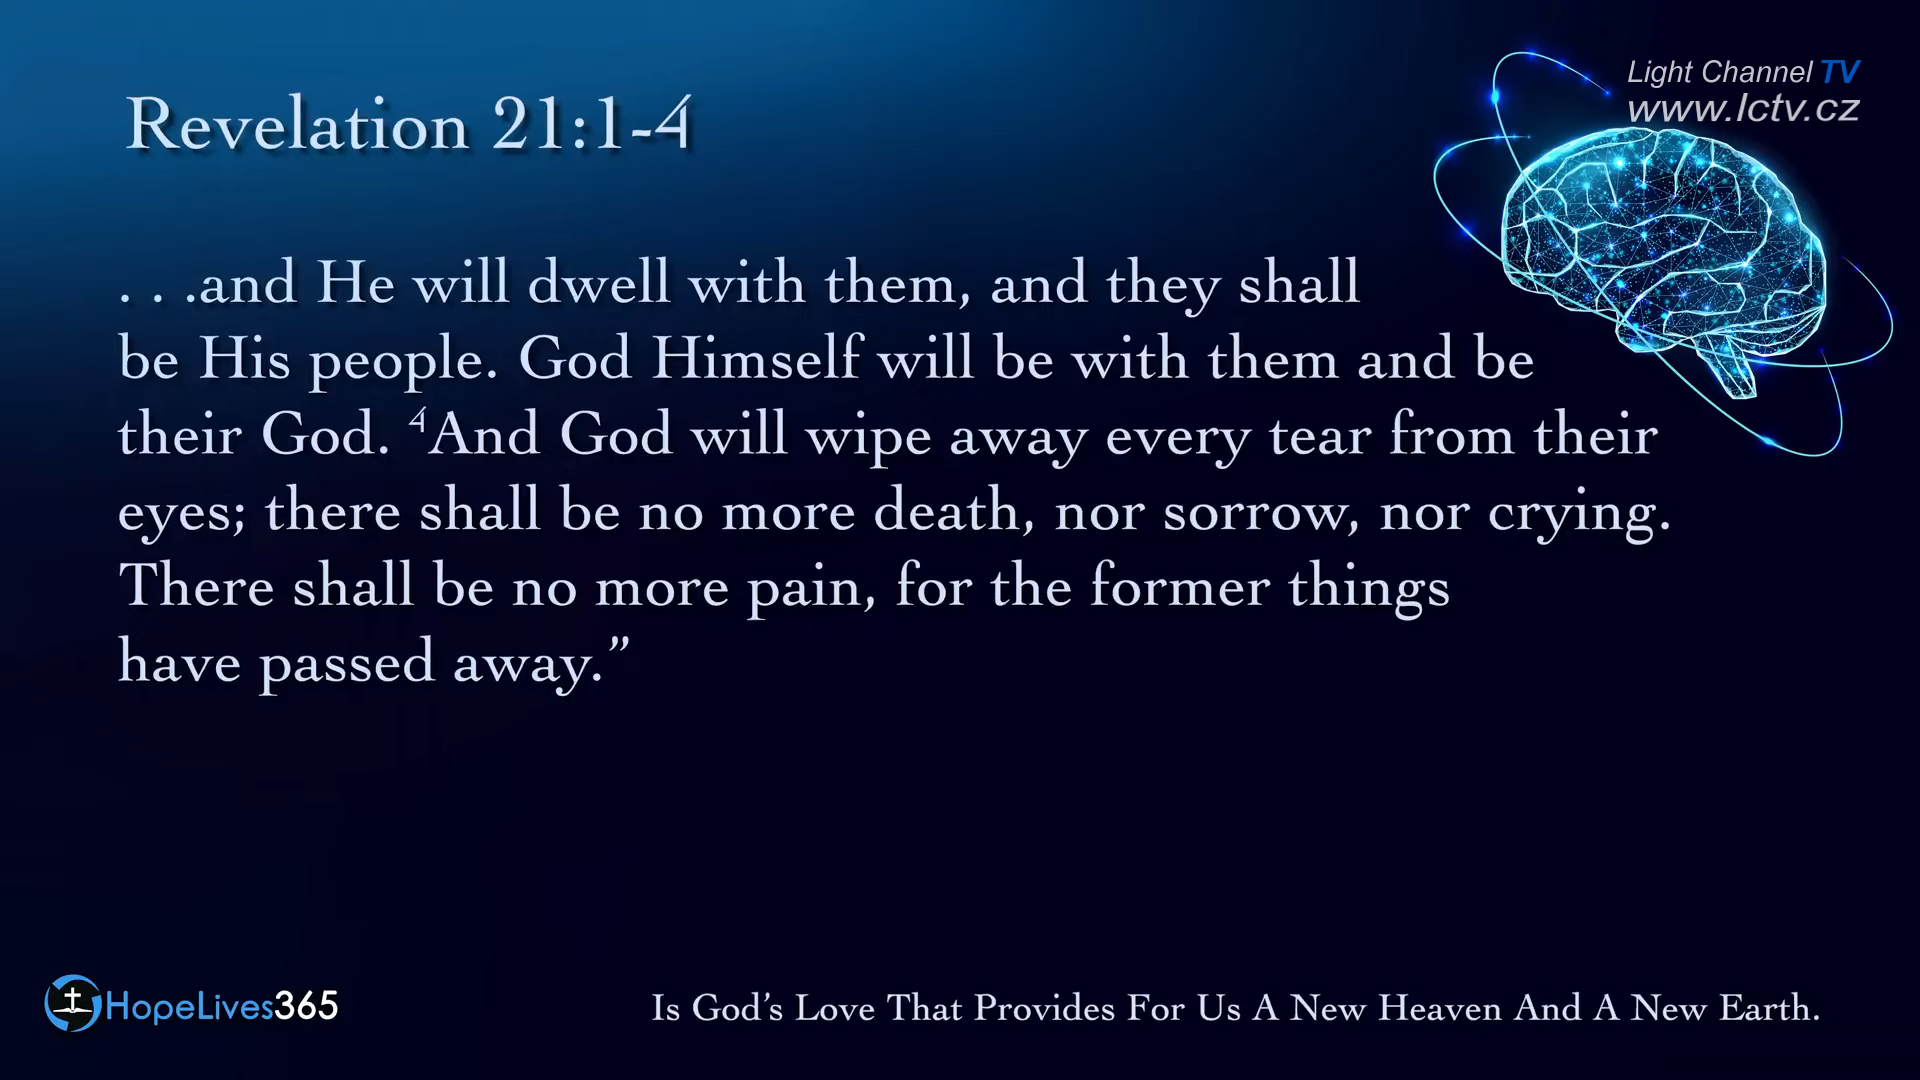 Light Channel TV
www.lctv.cz
Revelation 21:1-4
. . .and He will dwell with them, and they shall
be His people. God Himself will be with them and be
their God. ⁴And God will wipe away every tear from their
eyes; there shall be no more death, nor sorrow, nor crying.
There shall be no more pain, for the former things
have passed away.”
HopeLives365
Is God’s Love That Provides For Us A New Heaven And A New Earth.